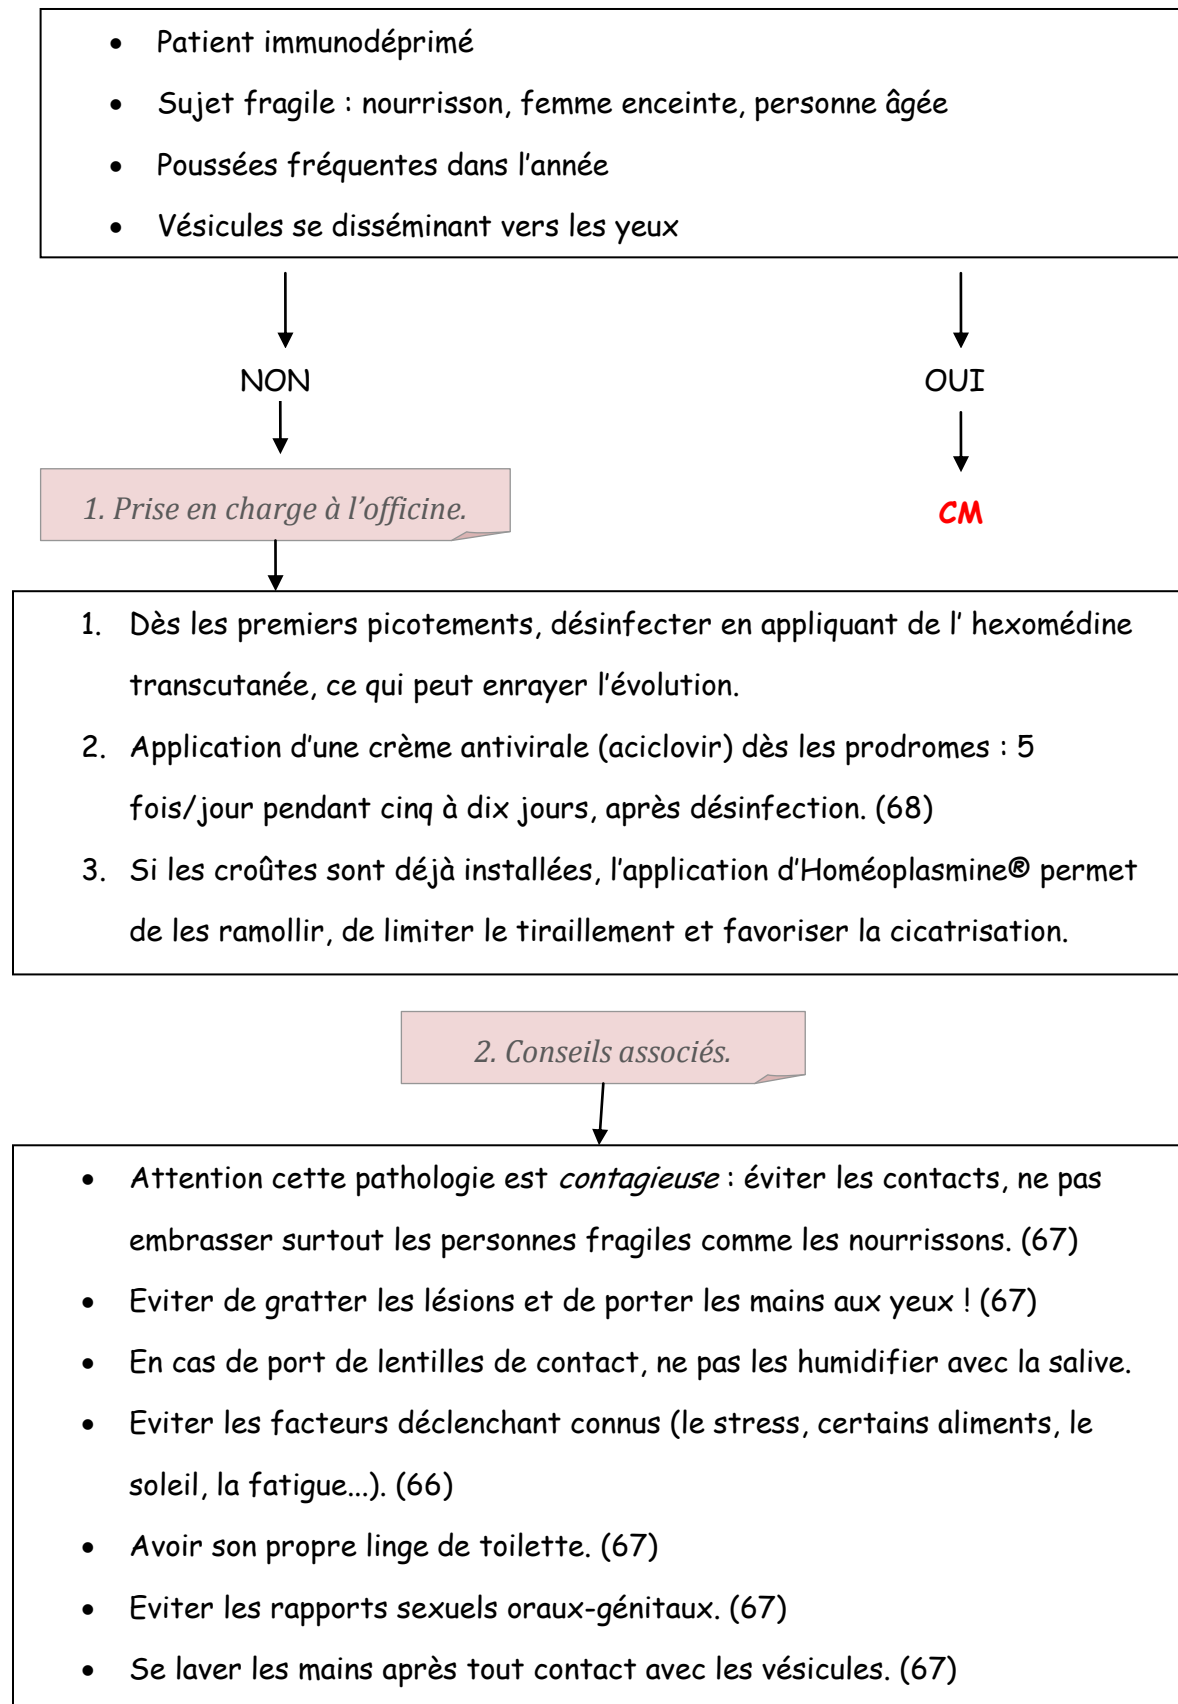 • Patient immunodéprimé
• Sujet fragile : nourrisson, femme enceinte, personne âgée
• Poussées fréquentes dans l'année
• Vésicules se disséminant vers les yeux
NON
OUI
1. Prise en charge à l'officine.
CM
1. Dès les premiers picotements, désinfecter en appliquant de l' hexomédine
transcutanée, ce qui peut enrayer l'évolution.
2. Application d'une crème antivirale (aciclovir) dès les prodromes : 5
fois/jour pendant cinq à dix jours, après désinfection. (68)
3. Si les croûtes sont déjà installées, l'application d'Homéoplasmine® permet
de les ramollir, de limiter le tiraillement et favoriser la cicatrisation.
2. Conseils associés.
• Attention cette pathologie est contagieuse : éviter les contacts, ne pas
embrasser surtout les personnes fragiles comme les nourrissons. (67)
• Eviter de gratter les lésions et de porter les mains aux yeux ! (67)
• En cas de port de lentilles de contact, ne pas les humidifier avec la salive.
• Eviter les facteurs déclenchant connus (le stress, certains aliments, le
soleil, la fatigue...). (66)
• Avoir son propre linge de toilette. (67)
• Eviter les rapports sexuels oraux-génitaux. (67)
• Se laver les mains après tout contact avec les vésicules. (67)